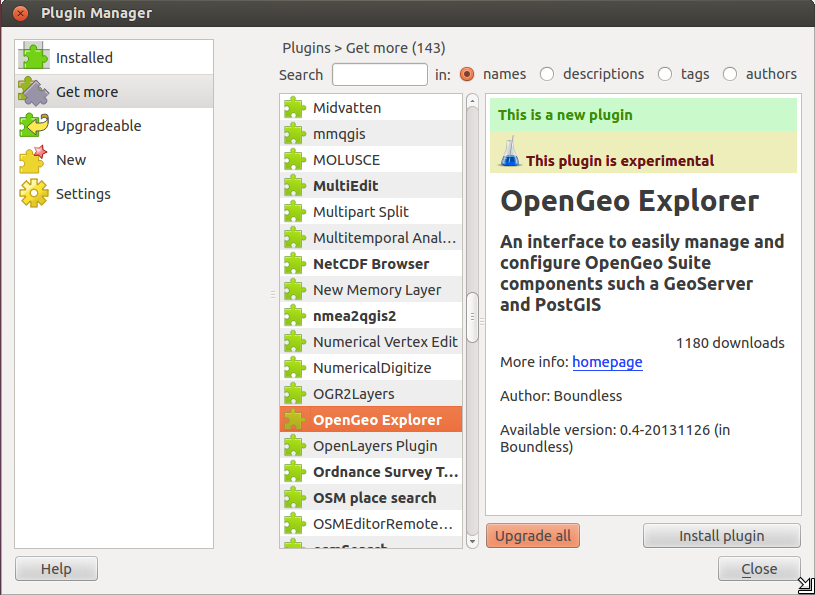 Plugin Manager
Installed
Get more
Upgradeable
New
Settings
Plugins > Get more (143)
Search in: names descriptions tags authors
Midvatten
mmqgis
MOLUSCE
MultiEdit
Multipart Split
Multitemporal Anal...
NetCDF Browser
New Memory Layer
nmea2qgis2
Numerical Vertex Edit
NumericalDigitize
OGR2Layers
OpenGeo Explorer
OpenLayers Plugin
Ordnance Survey T...
OSM place search
OSMEditorRemote...
This is a new plugin
This plugin is experimental
OpenGeo Explorer
An interface to easily manage and
configure OpenGeo Suite
components such a GeoServer
and PostGIS
1180 downloads
More info: homepage
Author: Boundless
Available version: 0.4-20131126 (in
Boundless)
Upgrade all
Install plugin
Help
Close